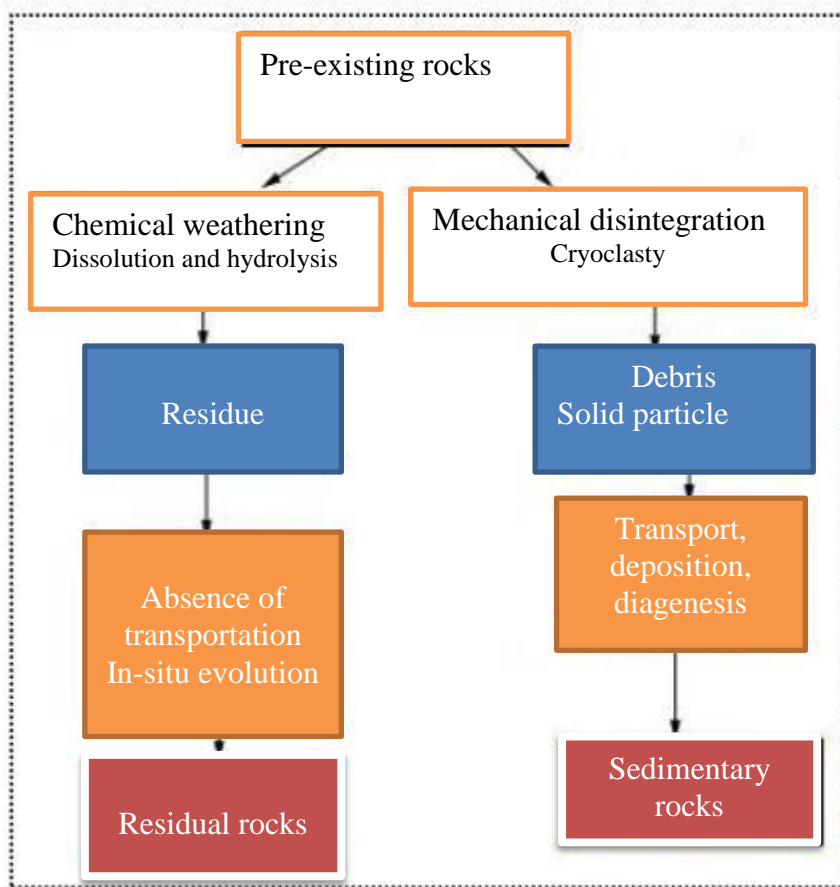 Pre-existing rocks
Chemical weathering
Dissolution and hydrolysis
Mechanical disintegration
Cryoclasty
Residue
Debris
Solid particle
Absence of
transportation
In-situ evolution
Transport,
deposition,
diagenesis
Residual rocks
Sedimentary
rocks